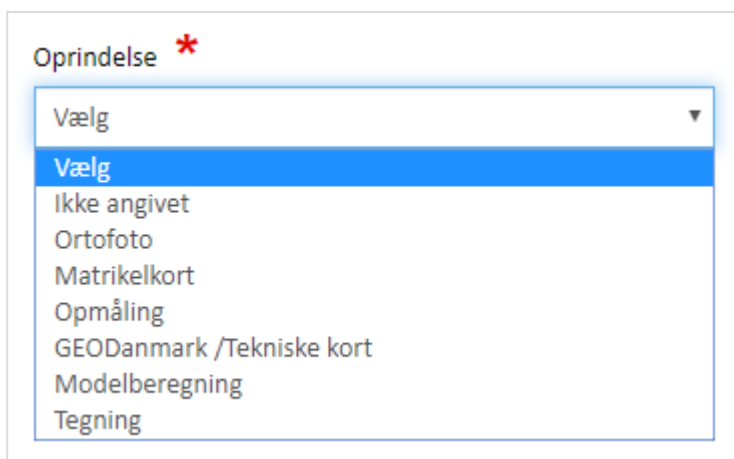 Oprindelse *
Vælg
Vælg
Ikke angivet
Ortofoto
Matrikelkort
Opmåling
GEODanmark /Tekniske kort
Modelberegning
Tegning